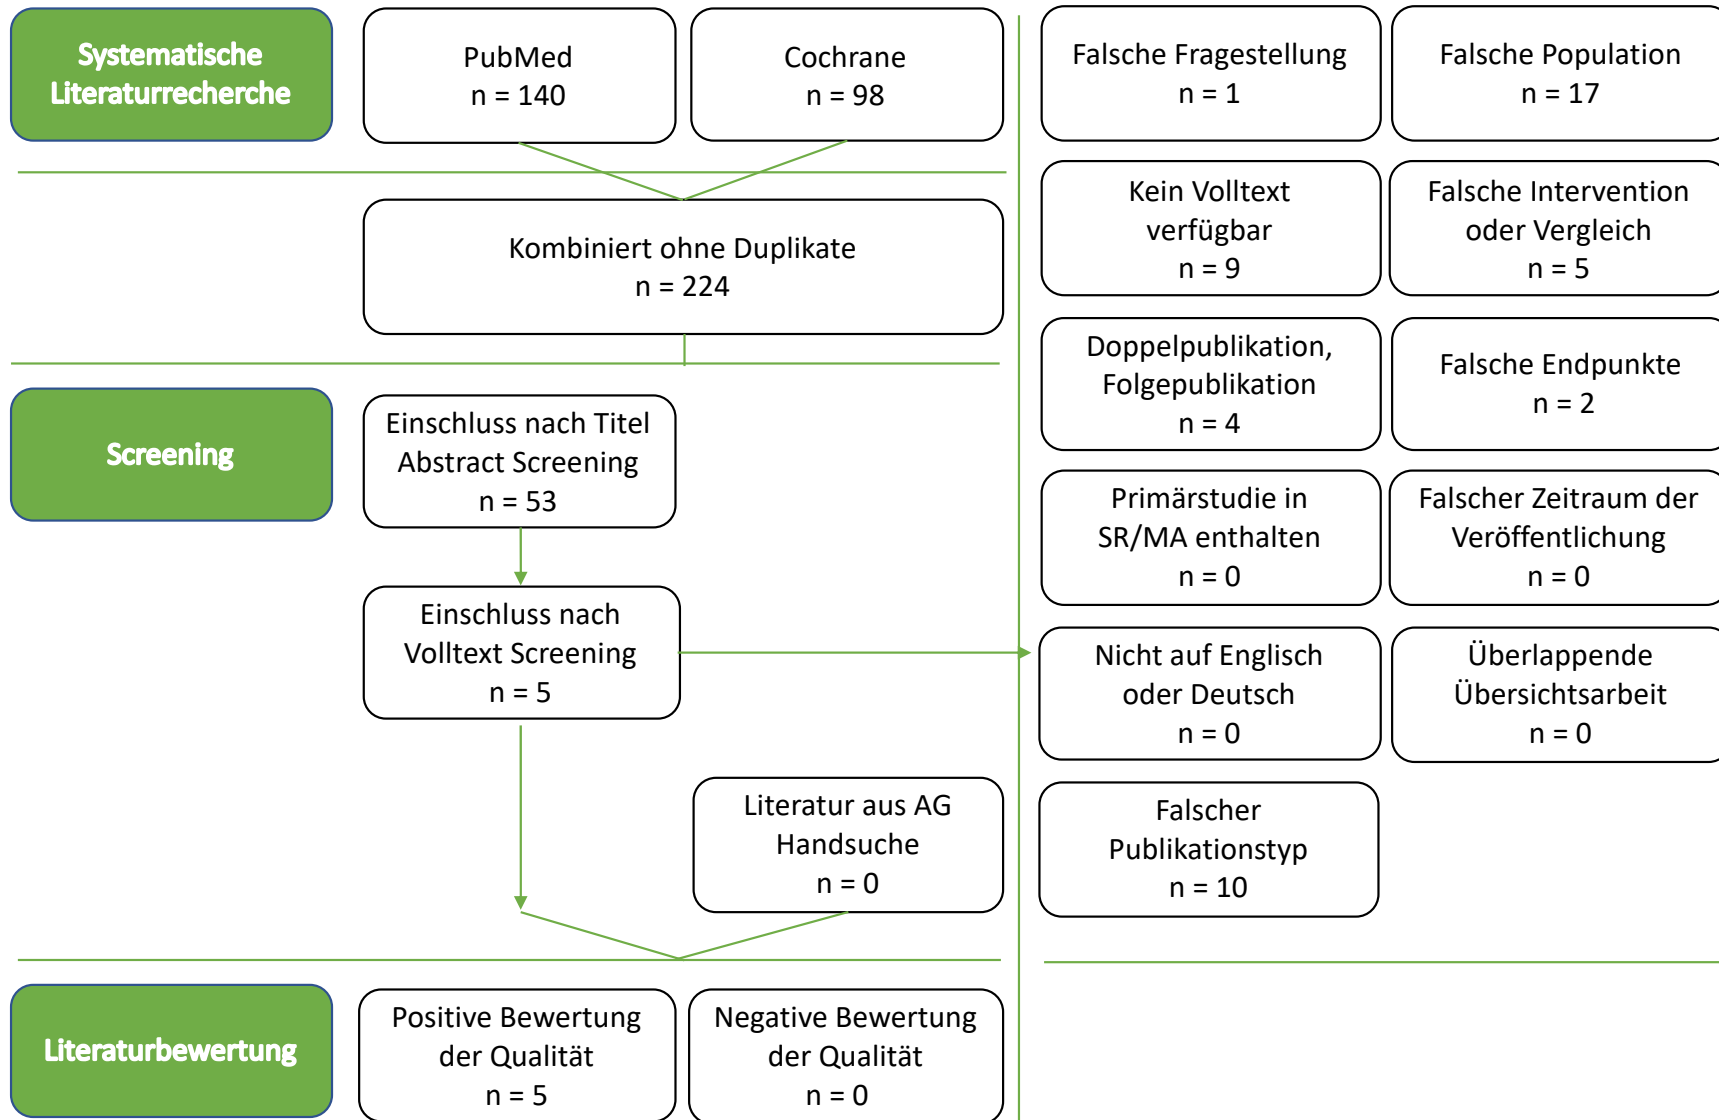 Systematische
Literaturrecherche
PubMed
n = 140
Cochrane
n = 98
Kombiniert ohne Duplikate
n = 224
Screening
Einschluss nach Titel
Abstract Screening
n = 53
Einschluss nach
Volltext Screening
n = 5
Literatur aus AG
Handsuche
n = 0
Literaturbewertung
Positive Bewertung
der Qualität
n = 5
Negative Bewertung
der Qualität
n = 0
Falsche Fragestellung
n = 1
Falsche Population
n = 17
Kein Volltext
verfügbar
n = 9
Falsche Intervention
oder Vergleich
n = 5
Doppelpublikation,
Folgepublikation
n = 4
Falsche Endpunkte
n = 2
Primärstudie in
SR/MA enthalten
n = 0
Falscher Zeitraum der
Veröffentlichung
n = 0
Nicht auf Englisch
oder Deutsch
n = 0
Überlappende
Übersichtsarbeit
n = 0
Falscher
Publikationstyp
n = 10